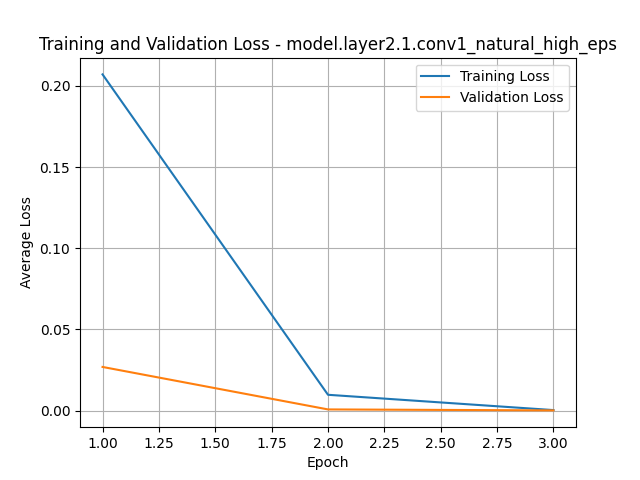 Training and Validation Loss - model.layer2.1.conv1_natural_high_eps
Training Loss
Validation Loss
Average Loss
0.20
0.15
0.10
0.05
0.00
1.00 1.25 1.50 1.75 2.00 2.25 2.50 2.75 3.00
Epoch